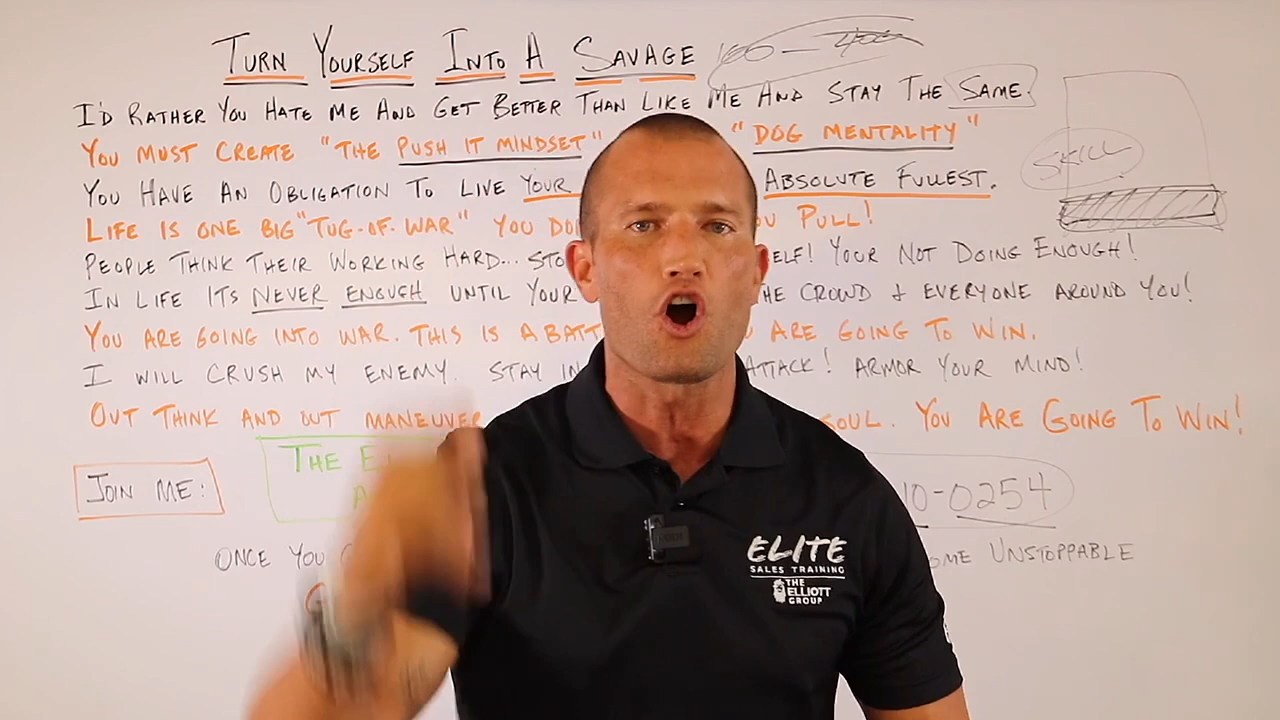 TURN YOURSELF INTO A SAVAGE
100 - 400
I'D RATHER YOU HATE ME AND GET BETTER THAN LIKE ME AND STAY THE SAME.
YOU MUST CREATE "THE PUSH IT MINDSET" "DOG MENTALITY"
SKILL
YOU HAVE AN OBLIGATION TO LIVE YOUR ABSOLUTE FULLEST.
LIFE IS ONE BIG "TUG-OF-WAR" YOU PULL!
PEOPLE THINK THEIR WORKING HARD... YOUR NOT DOING ENOUGH!
IN LIFE ITS NEVER ENOUGH UNTIL YOUR THE CROWD & EVERYONE AROUND YOU!
YOU ARE GOING INTO WAR. THIS IS A ARE GOING TO WIN.
I WILL CRUSH MY ENEMY. STAY ATTACK! ARMOR YOUR MIND!
OUT THINK AND OUT MANEUVER SOUL. YOU ARE GOING TO WIN!
JOIN ME:
THE
10-0254
ONCE YOU UNSTOPPABLE
ELITE
SALES TRAINING
THE
ELLIOTT
GROUP